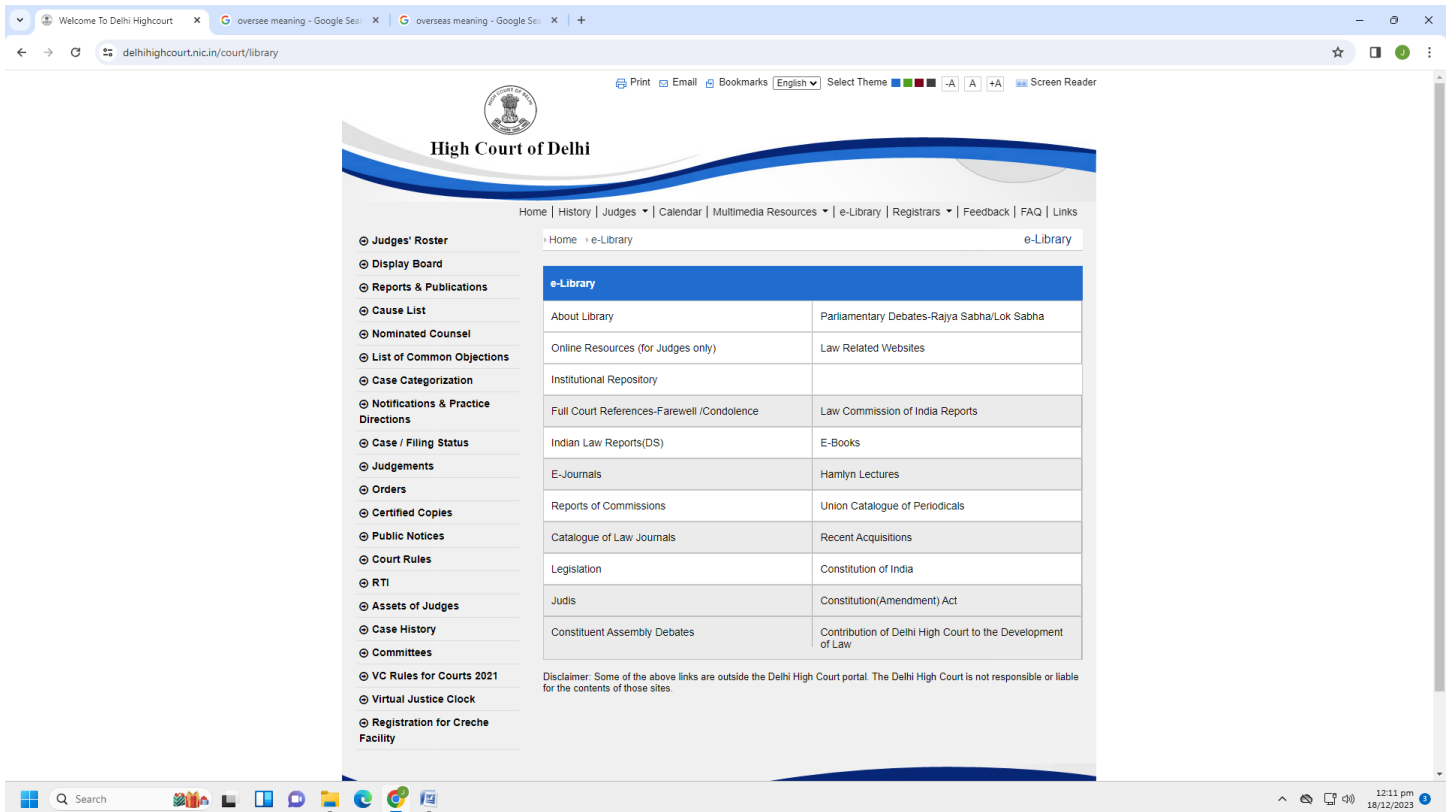 Welcome To Delhi Highcourt
oversee meaning - Google Sea
overseas meaning - Google Sea
delhihighcourt.nic.in/court/library
J
Print Email Bookmarks English Select Theme -A A +A Screen Reader
High Court of Delhi
Home | History | Judges | Calendar | Multimedia Resources | e-Library | Registrars | Feedback | FAQ | Links
Judges' Roster
Display Board
Reports & Publications
Cause List
Nominated Counsel
List of Common Objections
Case Categorization
Notifications & Practice
Directions
Case / Filing Status
Judgements
Orders
Certified Copies
Public Notices
Court Rules
RTI
Assets of Judges
Case History
Committees
VC Rules for Courts 2021
Virtual Justice Clock
Registration for Creche
Facility
Home e-Library e-Library
e-Library
About Library Parliamentary Debates-Rajya Sabha/Lok Sabha
Online Resources (for Judges only) Law Related Websites
Institutional Repository
Full Court References-Farewell /Condolence Law Commission of India Reports
Indian Law Reports(DS) E-Books
E-Journals Hamlyn Lectures
Reports of Commissions Union Catalogue of Periodicals
Catalogue of Law Journals Recent Acquisitions
Legislation Constitution of India
Judis Constitution(Amendment) Act
Constituent Assembly Debates Contribution of Delhi High Court to the Development
of Law
Disclaimer: Some of the above links are outside the Delhi High Court portal. The Delhi High Court is not responsible or liable
for the contents of those sites.
Search
12:11 pm
18/12/2023
3